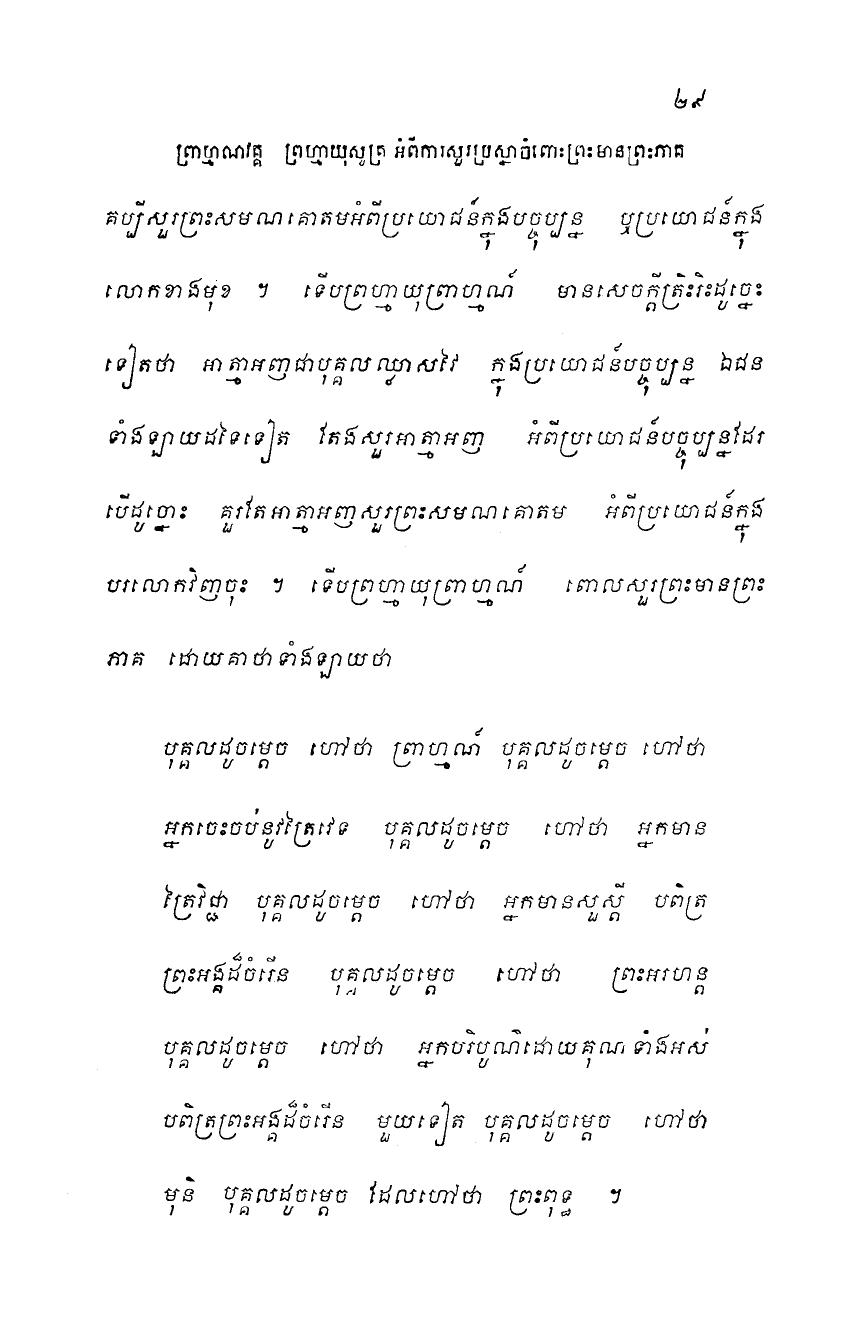 ២៩
ព្រាហ្មណវគ្គ ព្រហ្មាយុសូត្រ អំពីការសួរប្រស្នាចំពោះព្រះមានព្រះភាគ
គប្បីសួរព្រះសមណគោតមអំពីប្រយោជន៍ក្នុងបច្ចុប្បន្ន ឬប្រយោជន៍ក្នុង
លោកខាងមុខ ។ ទើបព្រហ្មាយុព្រាហ្មណ៍ មានសេចក្តីត្រិះរិះដូច្នេះ
ទៀតថា អាត្មាអញជាបុគ្គលឈ្លាសវៃ ក្នុងប្រយោជន៍បច្ចុប្បន្ន ឯជន
ទាំងឡាយដទៃទៀត តែងសួរអាត្មាអញ អំពីប្រយោជន៍បច្ចុប្បន្នដែរ
បើដូច្នោះ គួរតែអាត្មាអញសួរព្រះសមណគោតម អំពីប្រយោជន៍ក្នុង
បរលោកវិញចុះ ។ ទើបព្រហ្មាយុព្រាហ្មណ៍ ពោលសួរព្រះមានព្រះ
ភាគ ដោយគាថាទាំងឡាយថា
បុគ្គលដូចម្តេច ហៅថា ព្រាហ្មណ៍ បុគ្គលដូចម្តេច ហៅថា
អ្នកចេះចប់នូវត្រៃវេទ បុគ្គលដូចម្តេច ហៅថា អ្នកមាន
ត្រៃវិជ្ជា បុគ្គលដូចម្តេច ហៅថា អ្នកមានសួស្តី បពិត្រ
ព្រះអង្គដ៏ចំរើន បុគ្គលដូចម្តេច ហៅថា ព្រះអរហន្ត
បុគ្គលដូចម្តេច ហៅថា អ្នកបរិបូណ៌ដោយគុណទាំងអស់
បពិត្រព្រះអង្គដ៏ចំរើន មួយទៀត បុគ្គលដូចម្តេច ហៅថា
មុនិ បុគ្គលដូចម្តេច ដែលហៅថា ព្រះពុទ្ធ ។